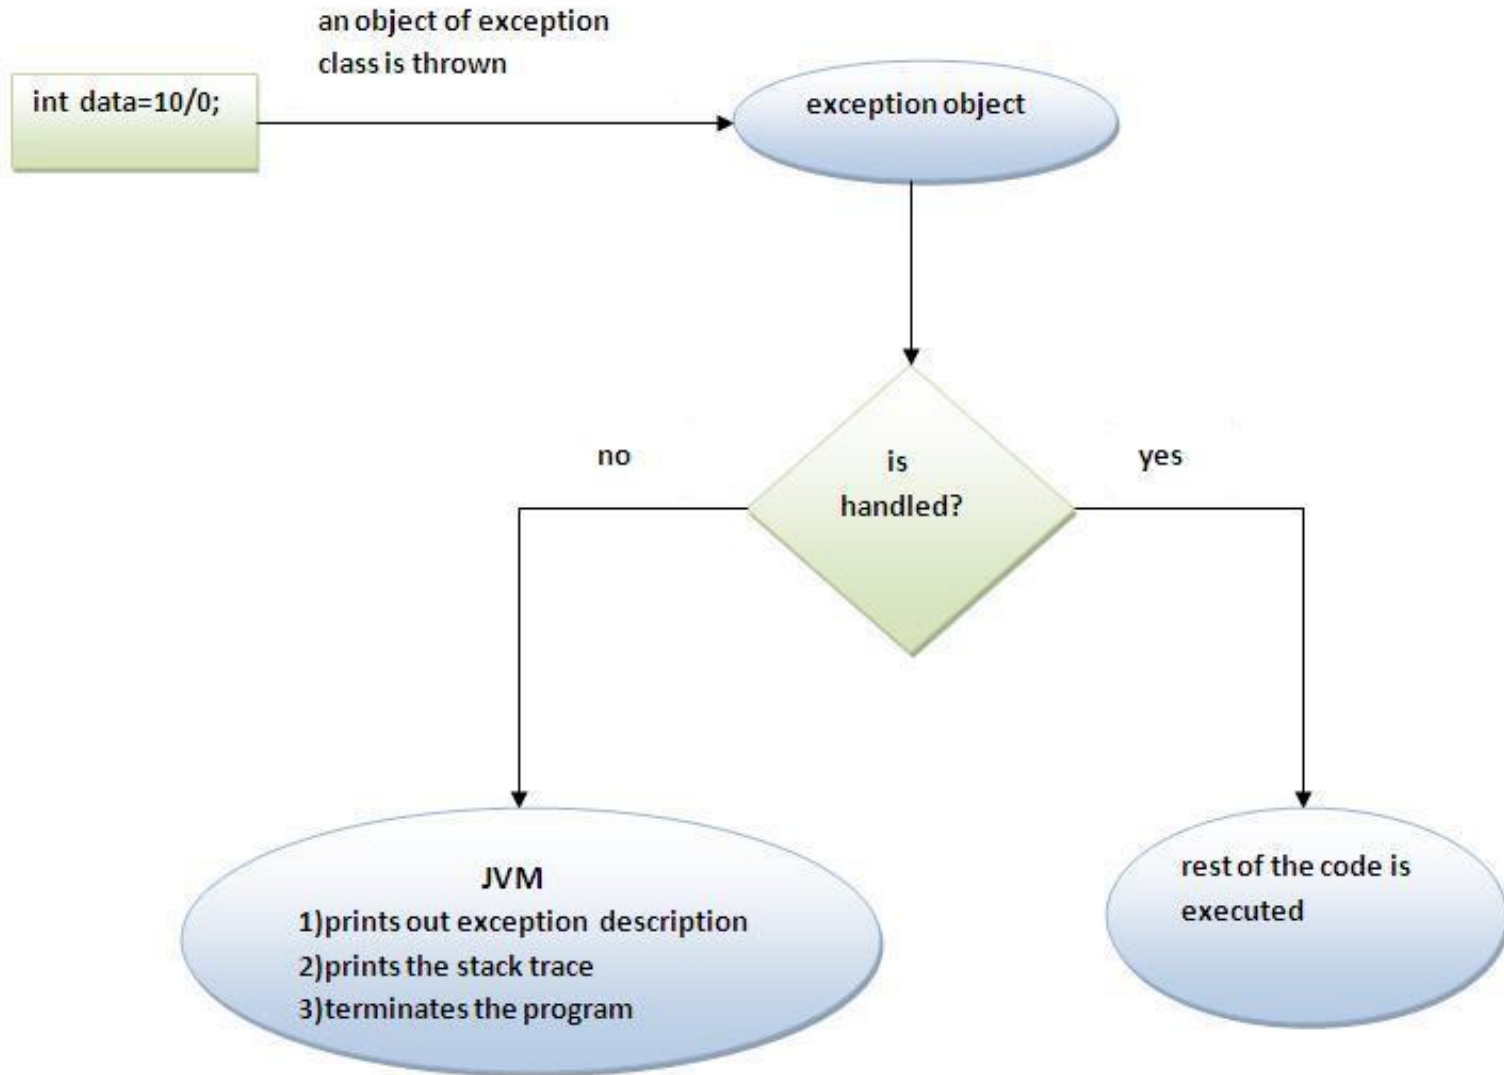 an object of exception
class is thrown
int data=10/0;
exception object
no
is
handled?
yes
JVM
1)prints out exception description
2)prints the stack trace
3)terminates the program
rest of the code is
executed